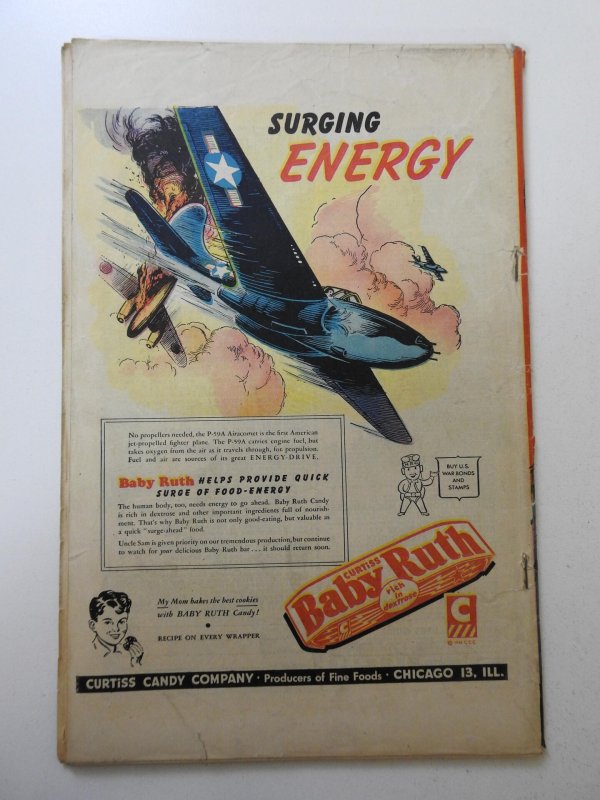 SURGING
ENERGY
No propellers needed, the P-59A Airacomet is the first American
jet-propelled fighter plane. The P-59A carries engine fuel, but
takes oxygen from the air as it travels through, for propulsion.
Fuel and air are sources of its great ENERGY-DRIVE.
Baby Ruth HELPS PROVIDE QUICK
SURGE OF FOOD-ENERGY
The human body, too, needs energy to go ahead. Baby Ruth Candy
is rich in dextrose and other important ingredients full of nourish-
ment. That's why Baby Ruth is not only good-eating, but valuable as
a quick "surge-ahead" food.
Uncle Sam is given priority on our tremendous production, but continue
to watch for your delicious Baby Ruth bar . . . it should return soon.
BUY U.S.
WAR BONDS
AND
STAMPS
CURTISS
Baby Ruth
rich
in
dextrose
C
C
My Mom bakes the best cookies
with BABY RUTH Candy!
•
RECIPE ON EVERY WRAPPER
CURTISS CANDY COMPANY · Producers of Fine Foods · CHICAGO 13, ILL.